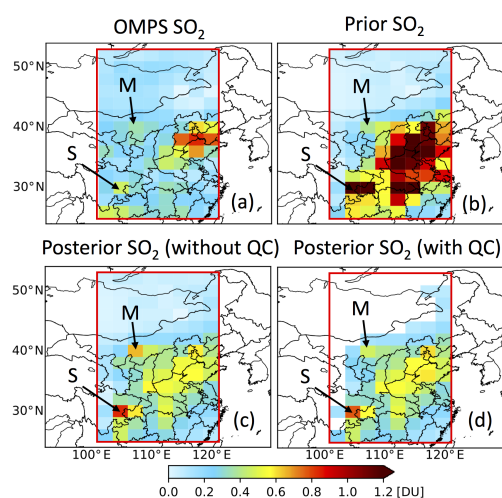 OMPS SO₂ Prior SO₂
50°N
M M
40°N
S S
30°N
(a) (b)
Posterior SO₂ (without QC) Posterior SO₂ (with QC)
50°N
M M
40°N
S S
30°N
(c) (d)
100°E 110°E 120°E 100°E 110°E 120°E
0.0 0.2 0.4 0.6 0.8 1.0 1.2 [DU]